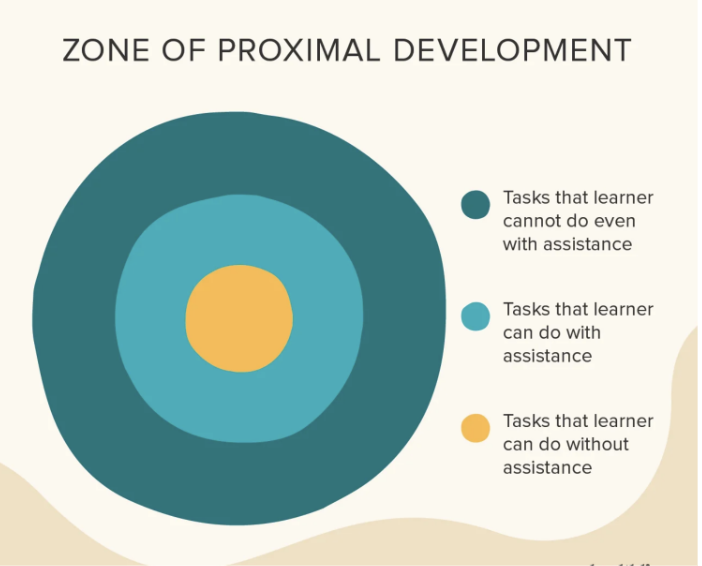 ZONE OF PROXIMAL DEVELOPMENT
Tasks that learner
cannot do even
with assistance
Tasks that learner
can do with
assistance
Tasks that learner
can do without
assistance